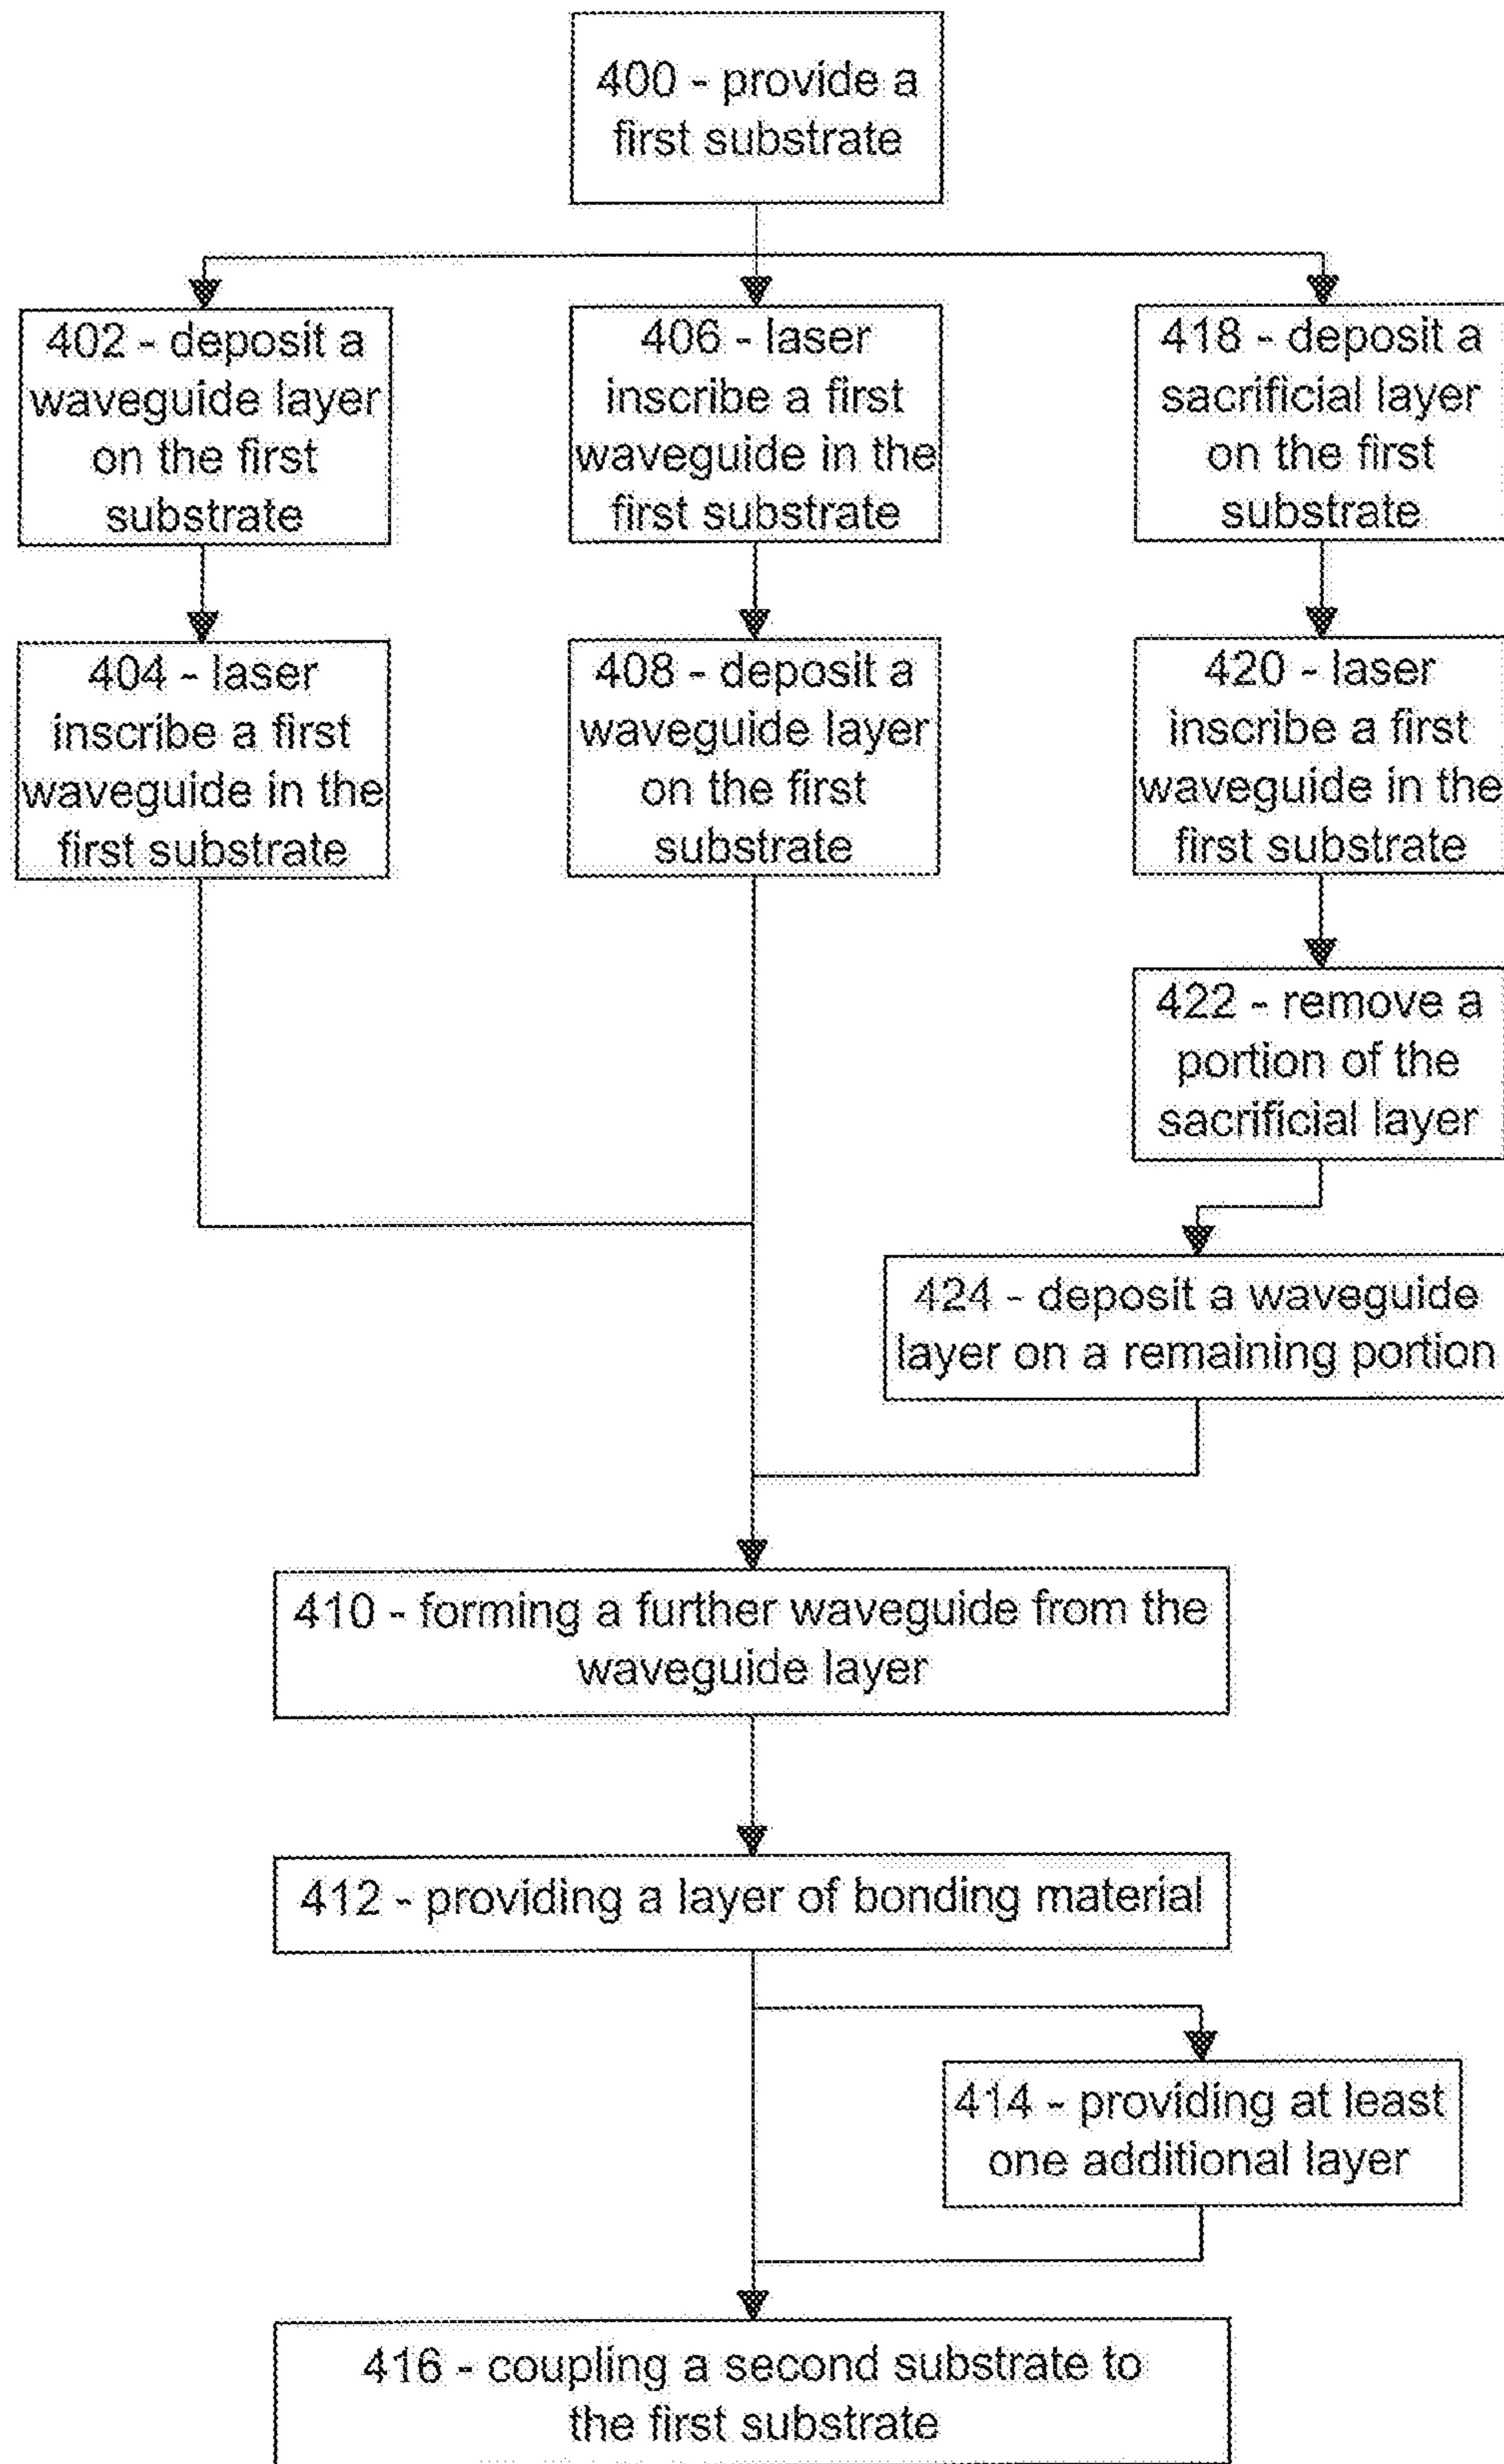 400 - provide a
first substrate
402 - deposit a
waveguide layer
on the first
substrate
406 - laser
inscribe a first
waveguide in the
first substrate
418 - deposit a
sacrificial layer
on the first
substrate
404 - laser
inscribe a first
waveguide in the
first substrate
408 - deposit a
waveguide layer
on the first
substrate
420 - laser
inscribe a first
waveguide in the
first substrate
422 - remove a
portion of the
sacrificial layer
424 - deposit a waveguide
layer on a remaining portion
410 - forming a further waveguide from the
waveguide layer
412 - providing a layer of bonding material
414 - providing at least
one additional layer
416 - coupling a second substrate to
the first substrate